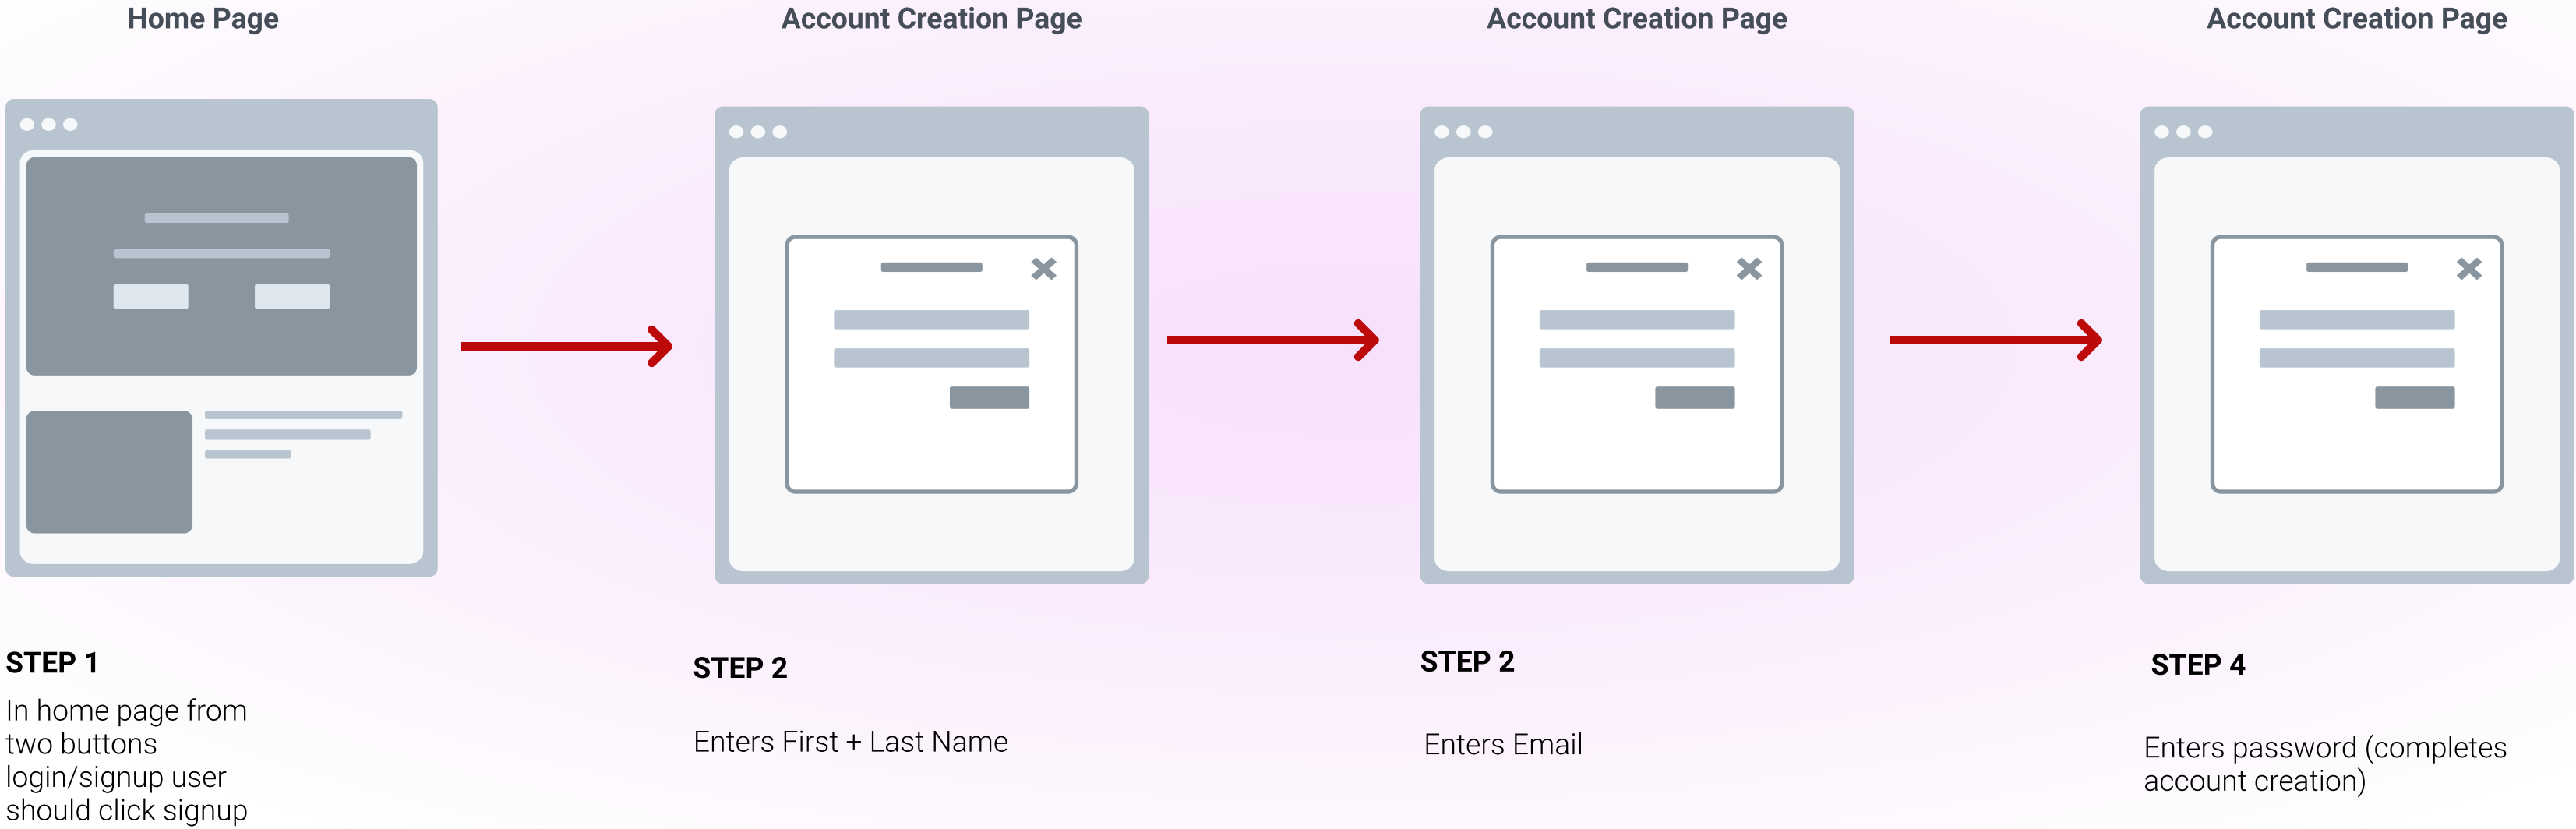 Home Page
Account Creation Page
Account Creation Page
Account Creation Page
STEP 1
In home page from
two buttons
login/signup user
should click signup
STEP 2
Enters First + Last Name
STEP 2
Enters Email
STEP 4
Enters password (completes
account creation)